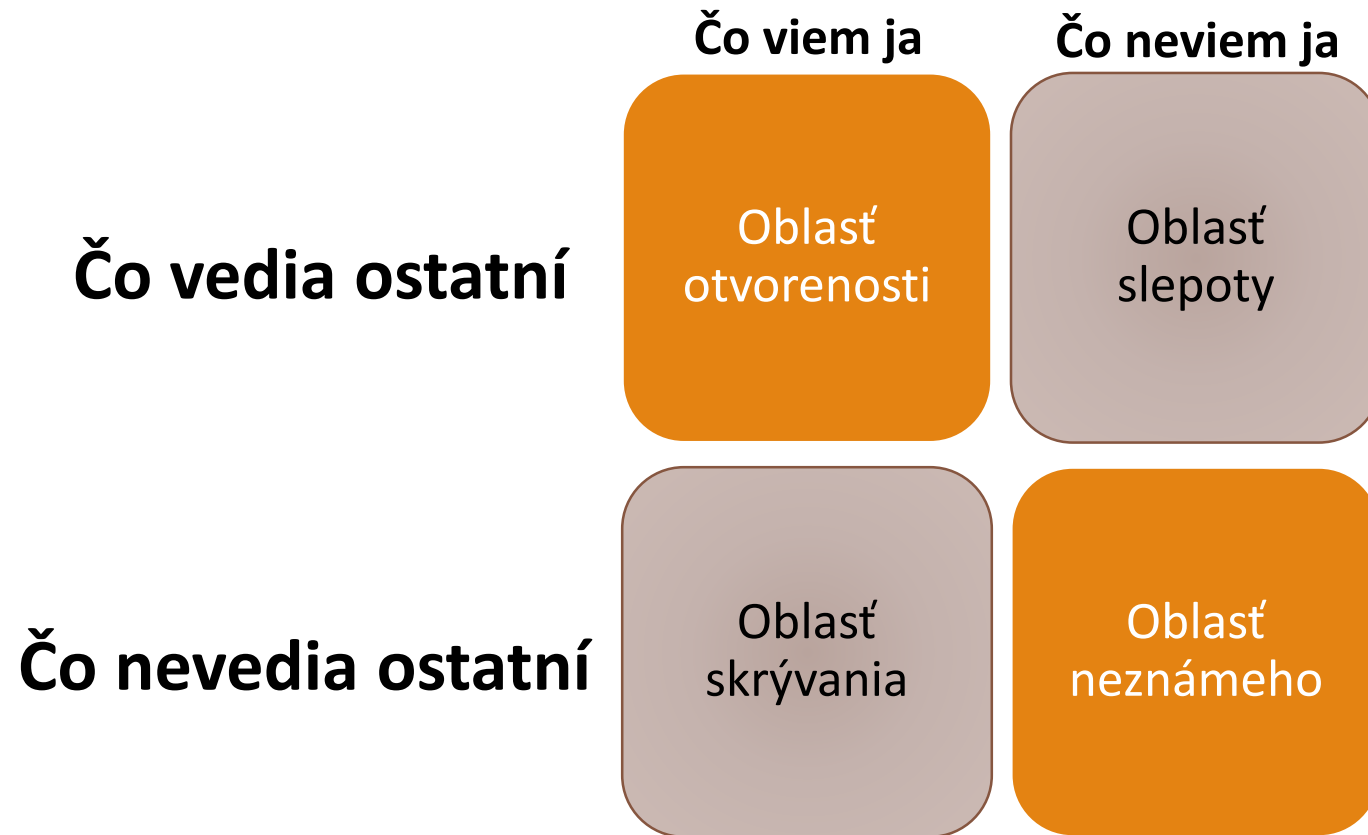 Čo viem ja
Čo neviem ja
Čo vedia ostatní
Oblasť
otvorenosti
Oblasť
slepoty
Čo nevedia ostatní
Oblasť
skrývania
Oblasť
neznámeho